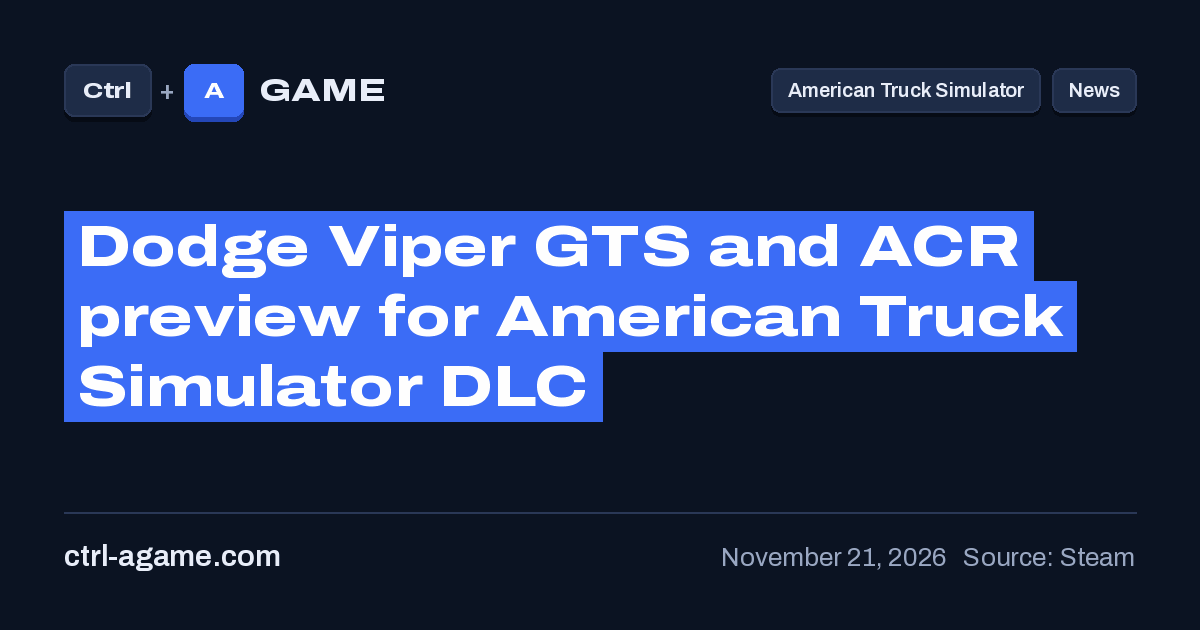 Ctrl + A GAME
American Truck Simulator News
Dodge Viper GTS and ACR
preview for American Truck
Simulator DLC
ctrl-agame.com
November 21, 2026 Source: Steam